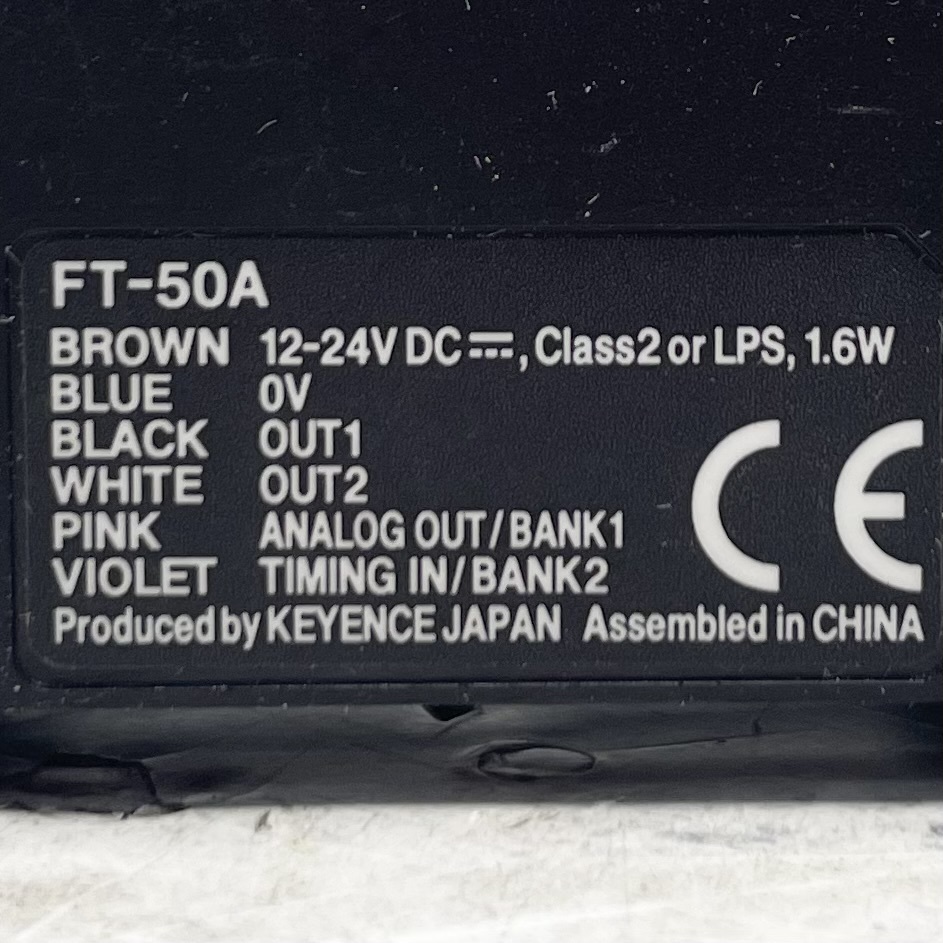 FT-50A
BROWN 12-24V DC⎓, Class2 or LPS, 1.6W
BLUE 0V
BLACK OUT1
WHITE OUT2
PINK ANALOG OUT/BANK1
VIOLET TIMING IN/BANK2
Produced by KEYENCE JAPAN Assembled in CHINA
CE